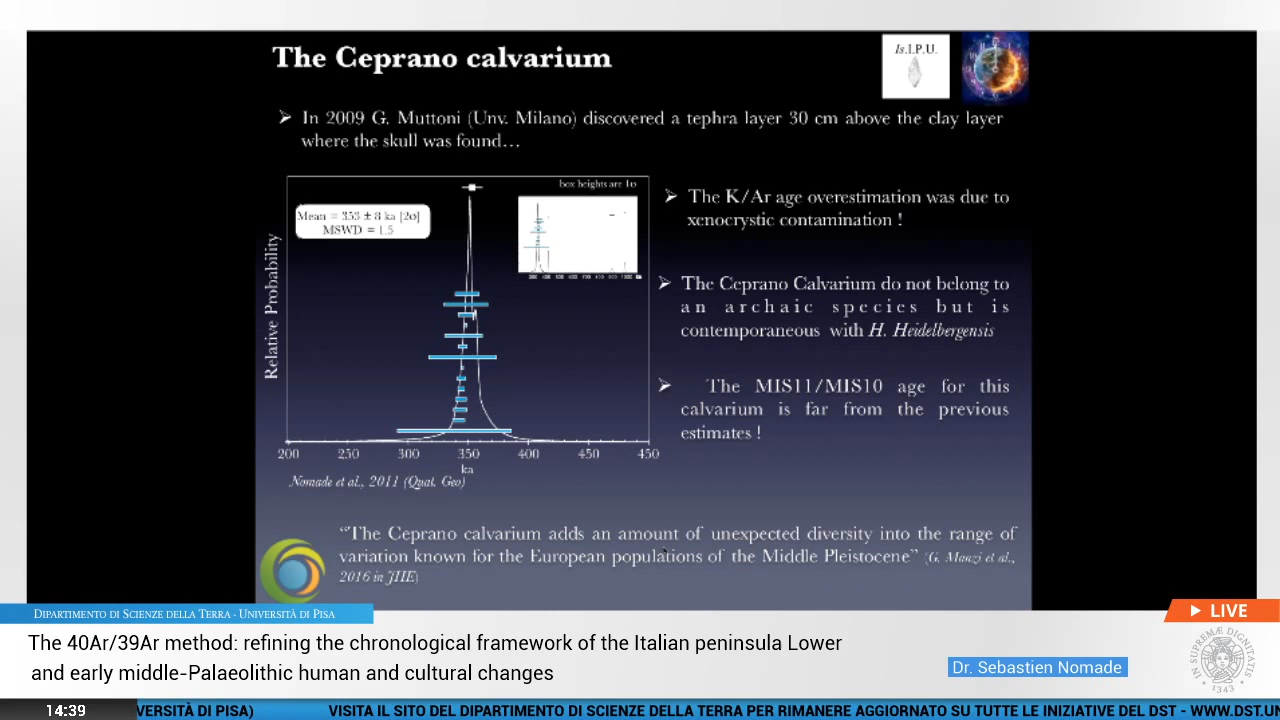 The Ceprano calvarium
Is.I.P.U.
➢ In 2009 G. Muttoni (Unv. Milano) discovered a tephra layer 30 cm above the clay layer
where the skull was found…
box heights are 1σ
Mean = 353 ± 8 ka [2σ]
MSWD = 1.5
Relative Probability
200 250 300 350 400 450 450
ka
Nomade et al., 2011 (Quat. Geo)
➢ The K/Ar age overestimation was due to
xenocrystic contamination !
➢ The Ceprano Calvarium do not belong to
an archaic species but is
contemporaneous with H. Heidelbergensis
➢ The MIS11/MIS10 age for this
calvarium is far from the previous
estimates !
“The Ceprano calvarium adds an amount of unexpected diversity into the range of
variation known for the European populations of the Middle Pleistocene” (G. Manzi et al.,
2016 in JHE)
DIPARTIMENTO DI SCIENZE DELLA TERRA - UNIVERSITÀ DI PISA
LIVE
The 40Ar/39Ar method: refining the chronological framework of the Italian peninsula Lower
and early middle-Palaeolithic human and cultural changes
Dr. Sebastien Nomade
IN SUPREMÆ DIGNITATIS
1343
14:39
VERSITÀ DI PISA) VISITA IL SITO DEL DIPARTIMENTO DI SCIENZE DELLA TERRA PER RIMANERE AGGIORNATO SU TUTTE LE INIZIATIVE DEL DST - WWW.DST.UN